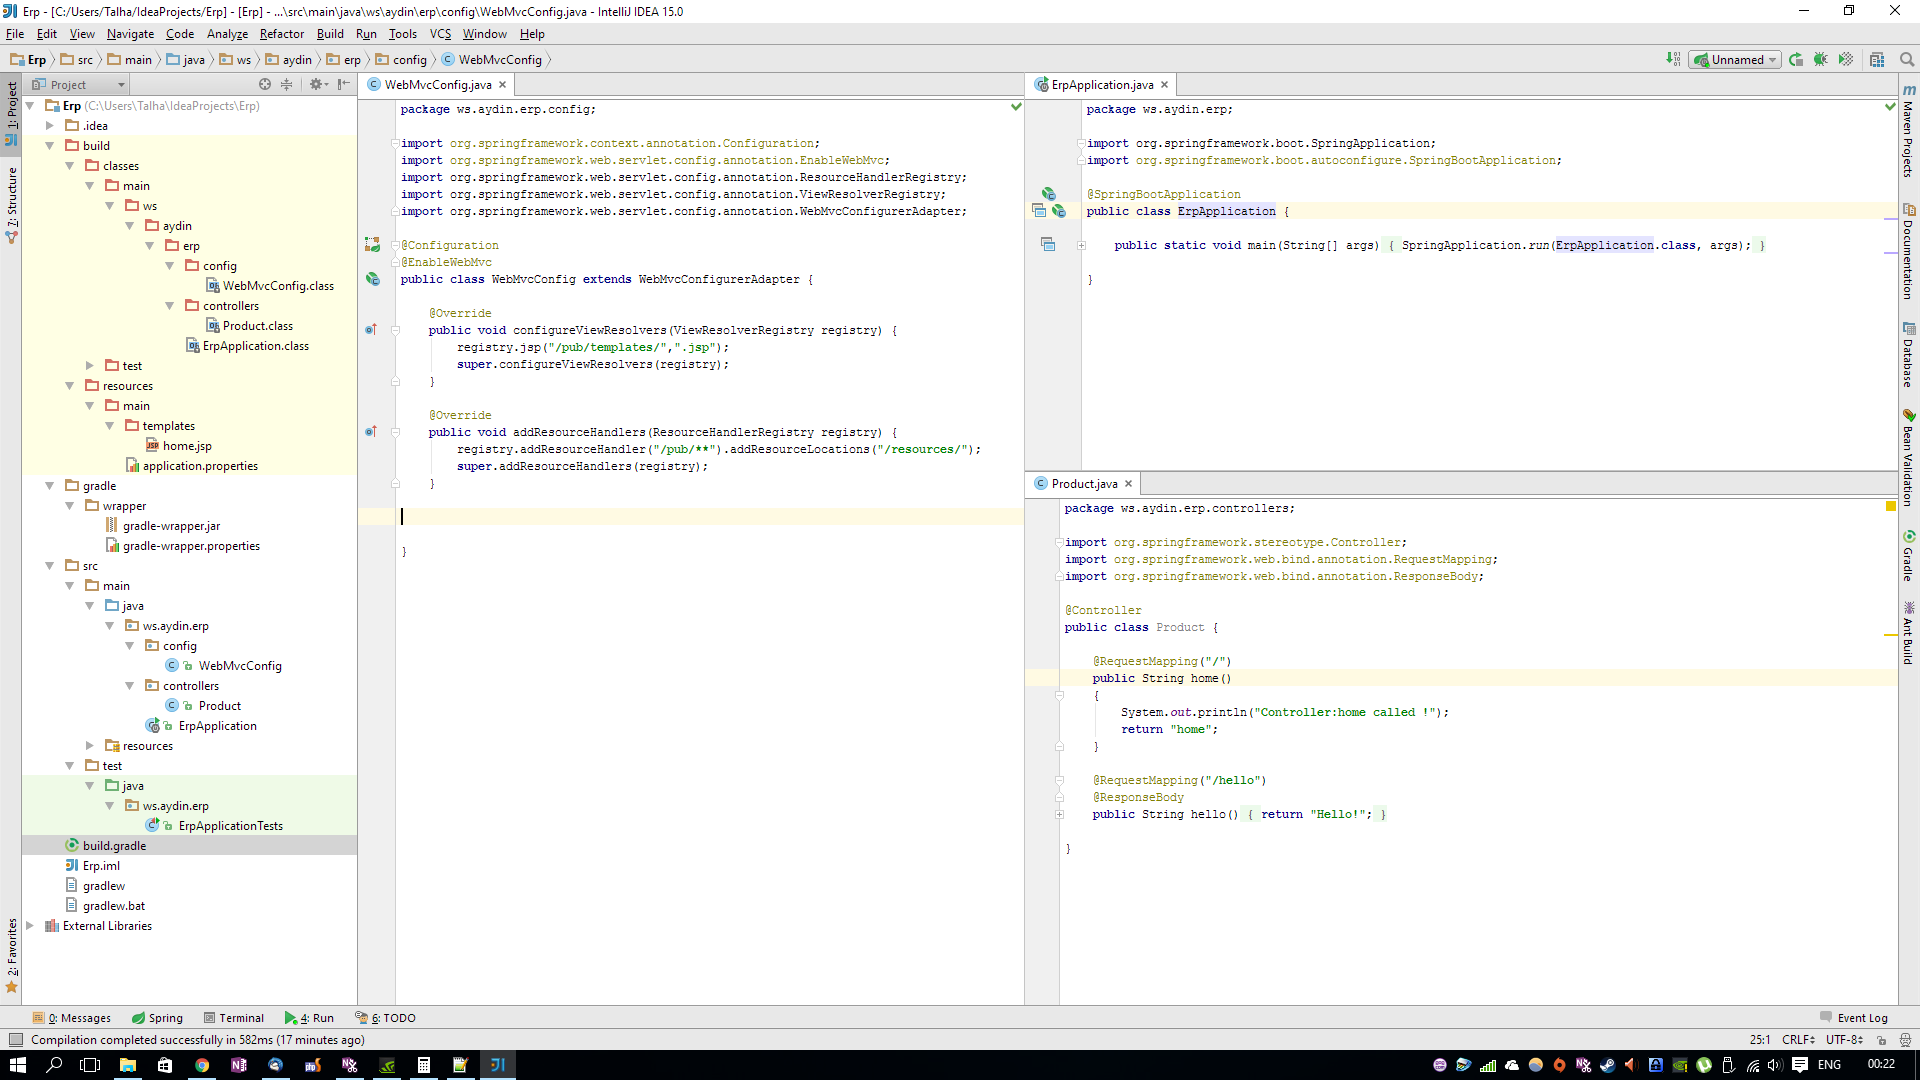 Erp - [C:/Users/Talha/IdeaProjects/Erp] - [Erp] - ...\src\main\java\ws\aydin\erp\config\WebMvcConfig.java - IntelliJ IDEA 15.0
File Edit View Navigate Code Analyze Refactor Build Run Tools VCS Window Help
Erp src main java ws aydin erp config WebMvcConfig
Unnamed
1: Project
7: Structure
2: Favorites
Project
Erp (C:\Users\Talha\IdeaProjects\Erp)
.idea
build
classes
main
ws
aydin
erp
config
WebMvcConfig.class
controllers
Product.class
ErpApplication.class
test
resources
main
templates
home.jsp
application.properties
gradle
wrapper
gradle-wrapper.jar
gradle-wrapper.properties
src
main
java
ws.aydin.erp
config
WebMvcConfig
controllers
Product
ErpApplication
resources
test
java
ws.aydin.erp
ErpApplicationTests
build.gradle
Erp.iml
gradlew
gradlew.bat
External Libraries
WebMvcConfig.java
package ws.aydin.erp.config;
import org.springframework.context.annotation.Configuration;
import org.springframework.web.servlet.config.annotation.EnableWebMvc;
import org.springframework.web.servlet.config.annotation.ResourceHandlerRegistry;
import org.springframework.web.servlet.config.annotation.ViewResolverRegistry;
import org.springframework.web.servlet.config.annotation.WebMvcConfigurerAdapter;
@Configuration
@EnableWebMvc
public class WebMvcConfig extends WebMvcConfigurerAdapter {
@Override
public void configureViewResolvers(ViewResolverRegistry registry) {
registry.jsp("/pub/templates/",".jsp");
super.configureViewResolvers(registry);
}
@Override
public void addResourceHandlers(ResourceHandlerRegistry registry) {
registry.addResourceHandler("/pub/**").addResourceLocations("/resources/");
super.addResourceHandlers(registry);
}
}
ErpApplication.java
package ws.aydin.erp;
import org.springframework.boot.SpringApplication;
import org.springframework.boot.autoconfigure.SpringBootApplication;
@SpringBootApplication
public class ErpApplication {
public static void main(String[] args) { SpringApplication.run(ErpApplication.class, args); }
}
Product.java
package ws.aydin.erp.controllers;
import org.springframework.stereotype.Controller;
import org.springframework.web.bind.annotation.RequestMapping;
import org.springframework.web.bind.annotation.ResponseBody;
@Controller
public class Product {
@RequestMapping("/")
public String home()
{
System.out.println("Controller:home called !");
return "home";
}
@RequestMapping("/hello")
@ResponseBody
public String hello() { return "Hello!"; }
}
Maven Projects
Documentation
Database
Bean Validation
Gradle
Ant Build
0: Messages Spring Terminal 4: Run 6: TODO Event Log
Compilation completed successfully in 582ms (17 minutes ago) 25:1 CRLF UTF-8
ENG 00:22